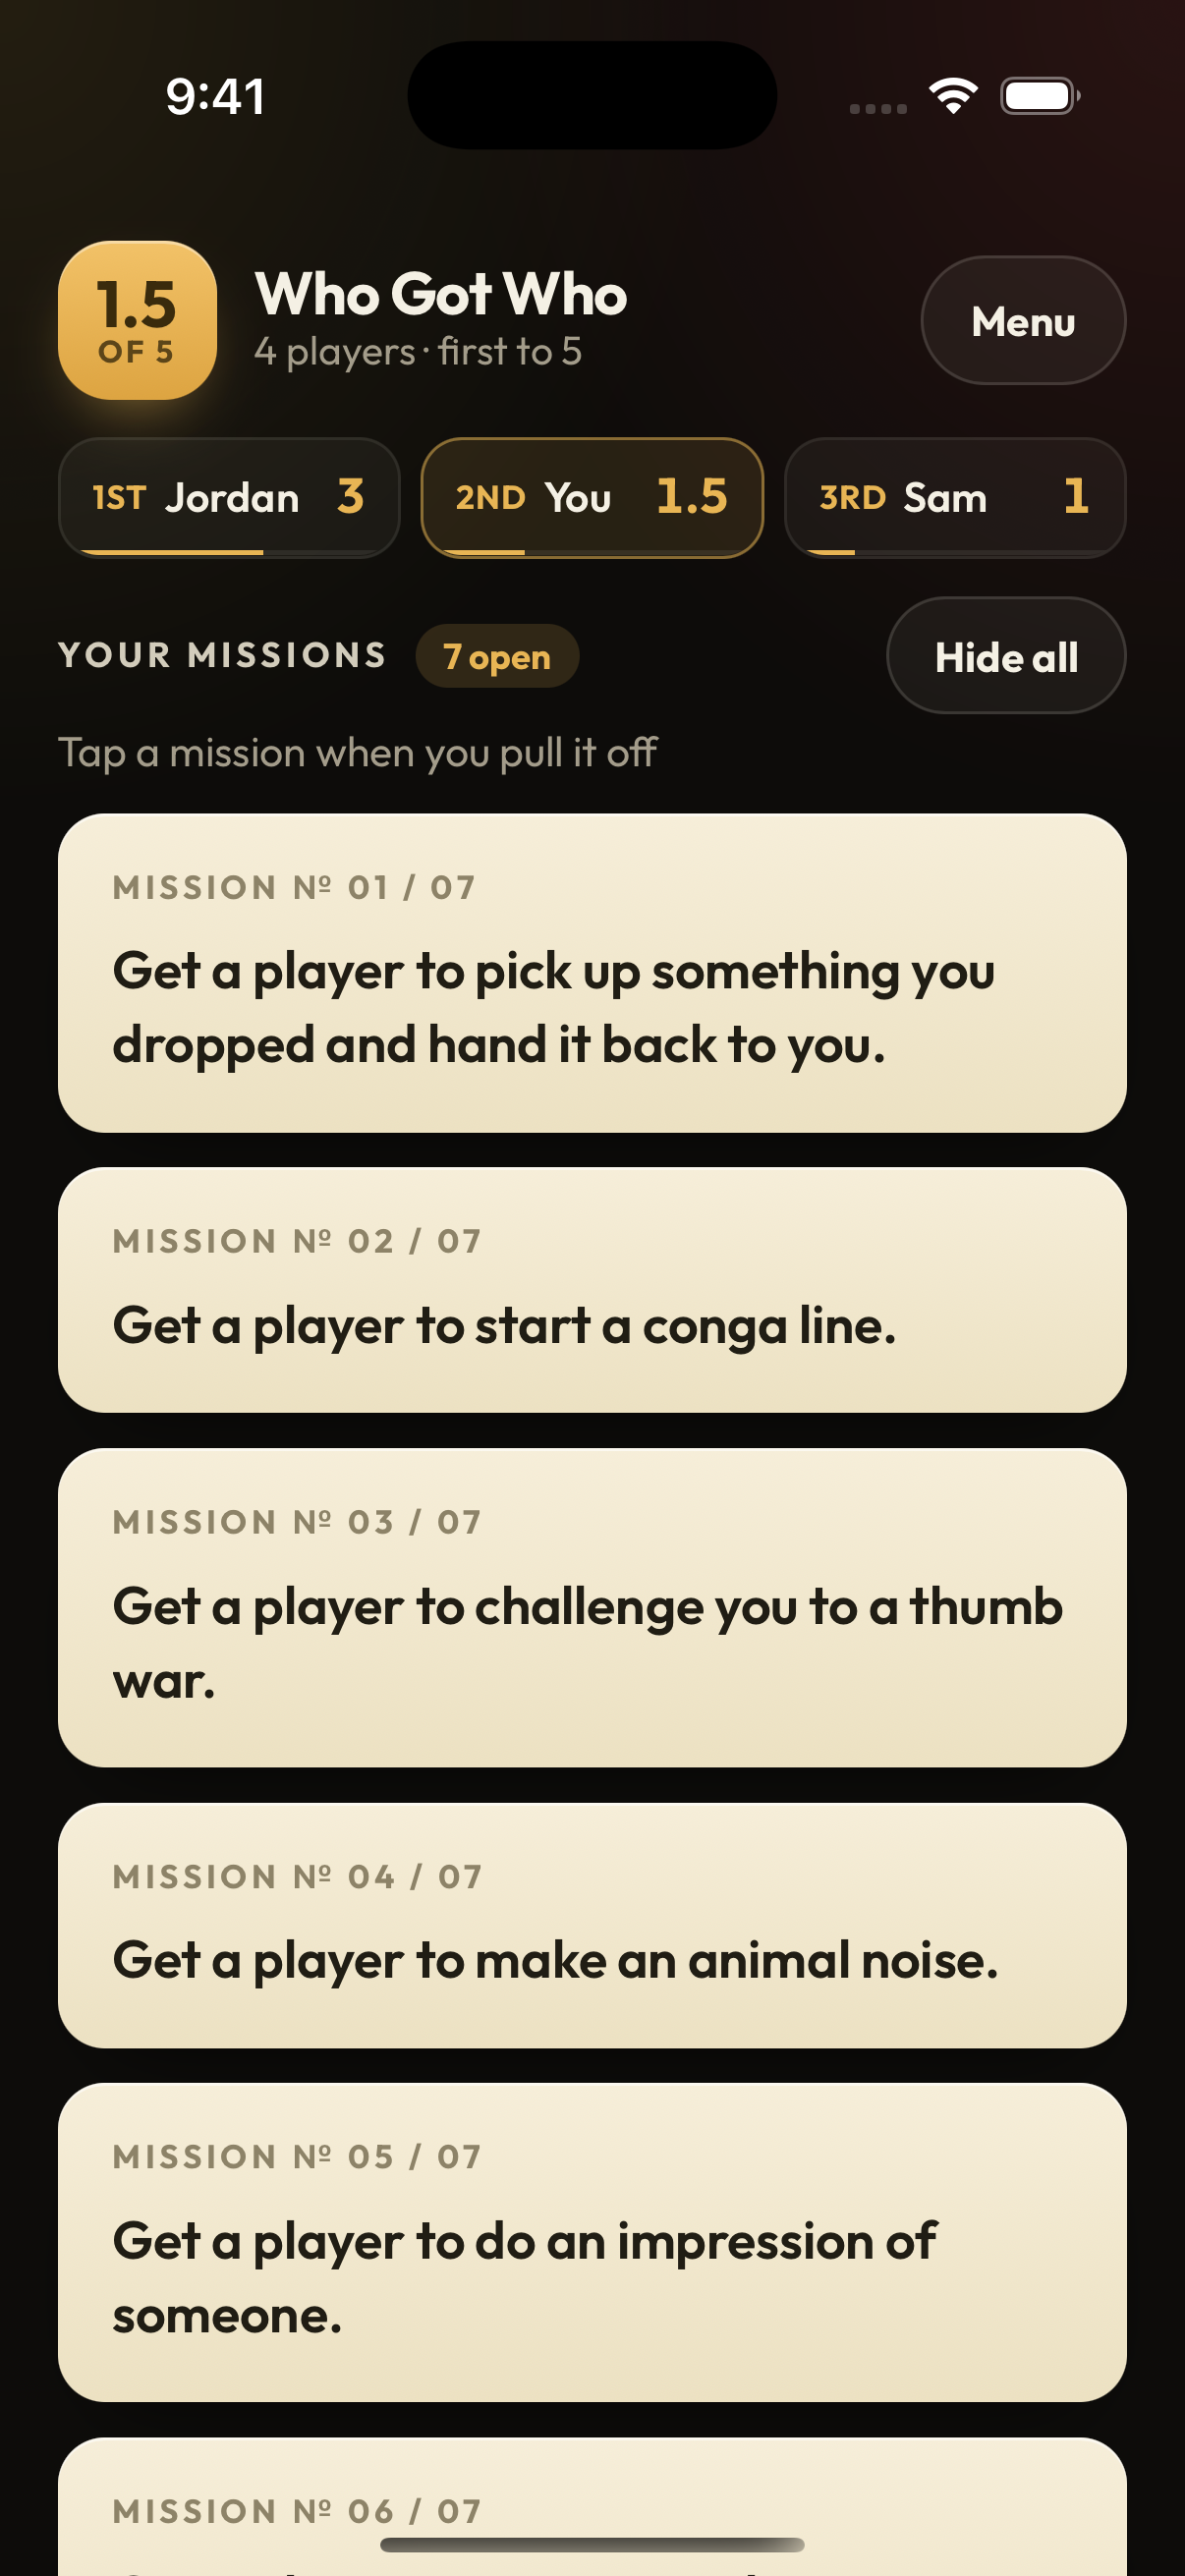 9:41
1.5
OF 5
Who Got Who
4 players · first to 5
Menu
1ST Jordan 3
2ND You 1.5
3RD Sam 1
YOUR MISSIONS
7 open
Hide all
Tap a mission when you pull it off
MISSION Nº 01 / 07
Get a player to pick up something you
dropped and hand it back to you.
MISSION Nº 02 / 07
Get a player to start a conga line.
MISSION Nº 03 / 07
Get a player to challenge you to a thumb
war.
MISSION Nº 04 / 07
Get a player to make an animal noise.
MISSION Nº 05 / 07
Get a player to do an impression of
someone.
MISSION Nº 06 / 07